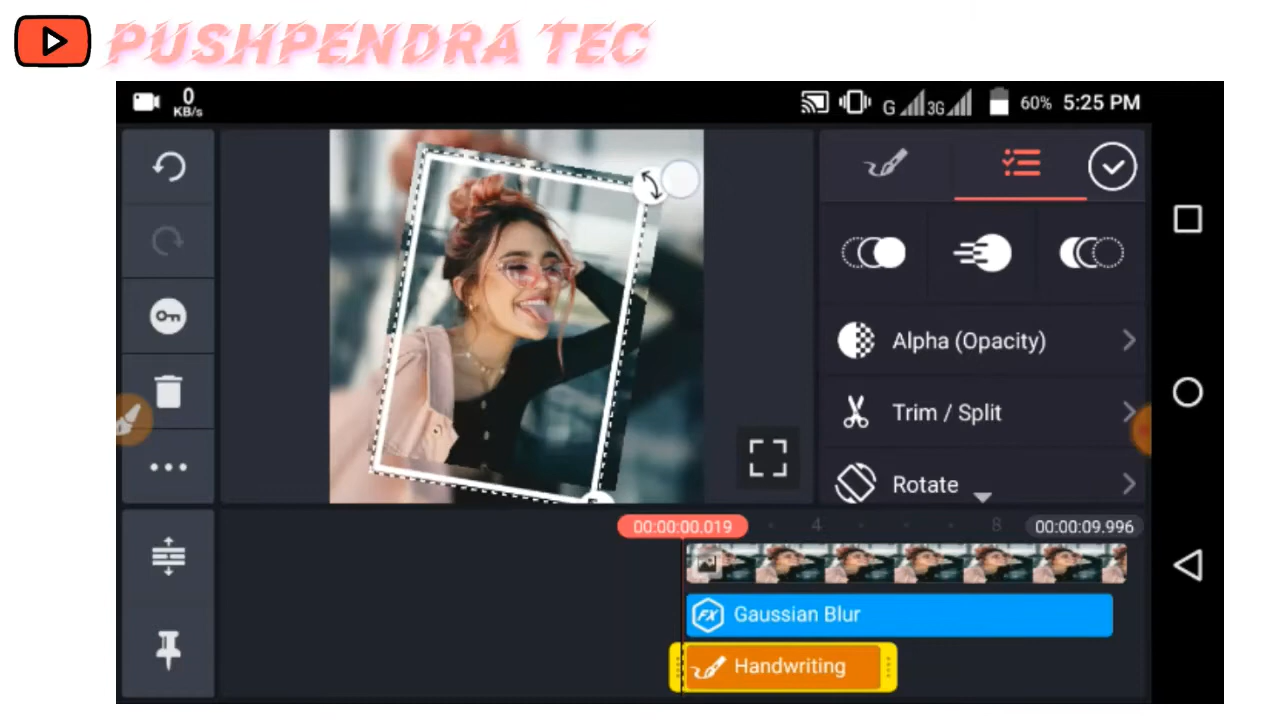 PUSHPENDRA TEC
0
KB/s
G 3G 60% 5:25 PM
Alpha (Opacity)
Trim / Split
Rotate
00:00:00.019 4 8 00:00:09.996
FX Gaussian Blur
Handwriting